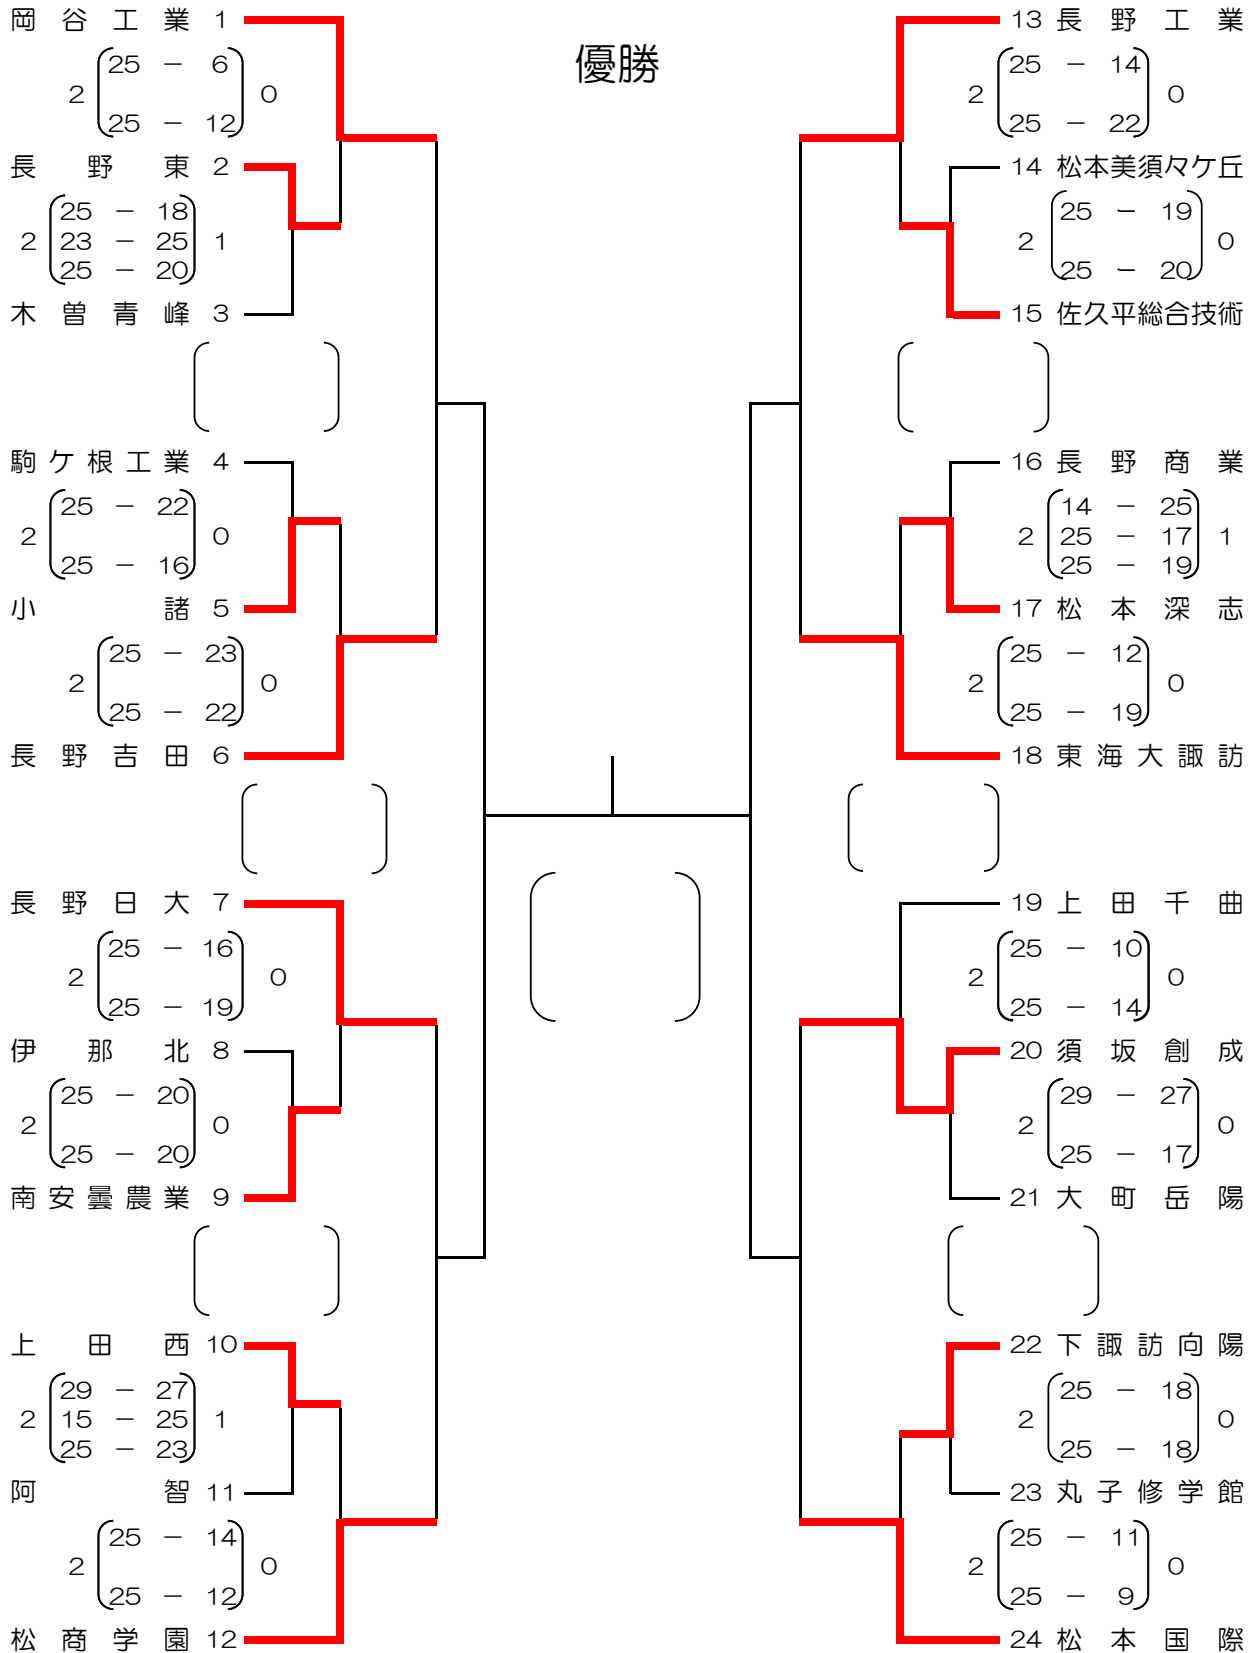 優勝
岡谷工業 1
25 － 6
2 0
25 － 12
長野東 2
25 － 18
2 23 － 25 1
25 － 20
木曽青峰 3
駒ケ根工業 4
25 － 22
2 0
25 － 16
小諸 5
25 － 23
2 0
25 － 22
長野吉田 6
長野日大 7
25 － 16
2 0
25 － 19
伊那北 8
25 － 20
2 0
25 － 20
南安曇農業 9
上田西 10
29 － 27
2 15 － 25 1
25 － 23
阿智 11
25 － 14
2 0
25 － 12
松商学園 12
13 長野工業
25 － 14
2 0
25 － 22
14 松本美須々ケ丘
25 － 19
2 0
25 － 20
15 佐久平総合技術
16 長野商業
14 － 25
2 25 － 17 1
25 － 19
17 松本深志
25 － 12
2 0
25 － 19
18 東海大諏訪
19 上田千曲
25 － 10
2 0
25 － 14
20 須坂創成
29 － 27
2 0
25 － 17
21 大町岳陽
22 下諏訪向陽
25 － 18
2 0
25 － 18
23 丸子修学館
25 － 11
2 0
25 － 9
24 松本国際